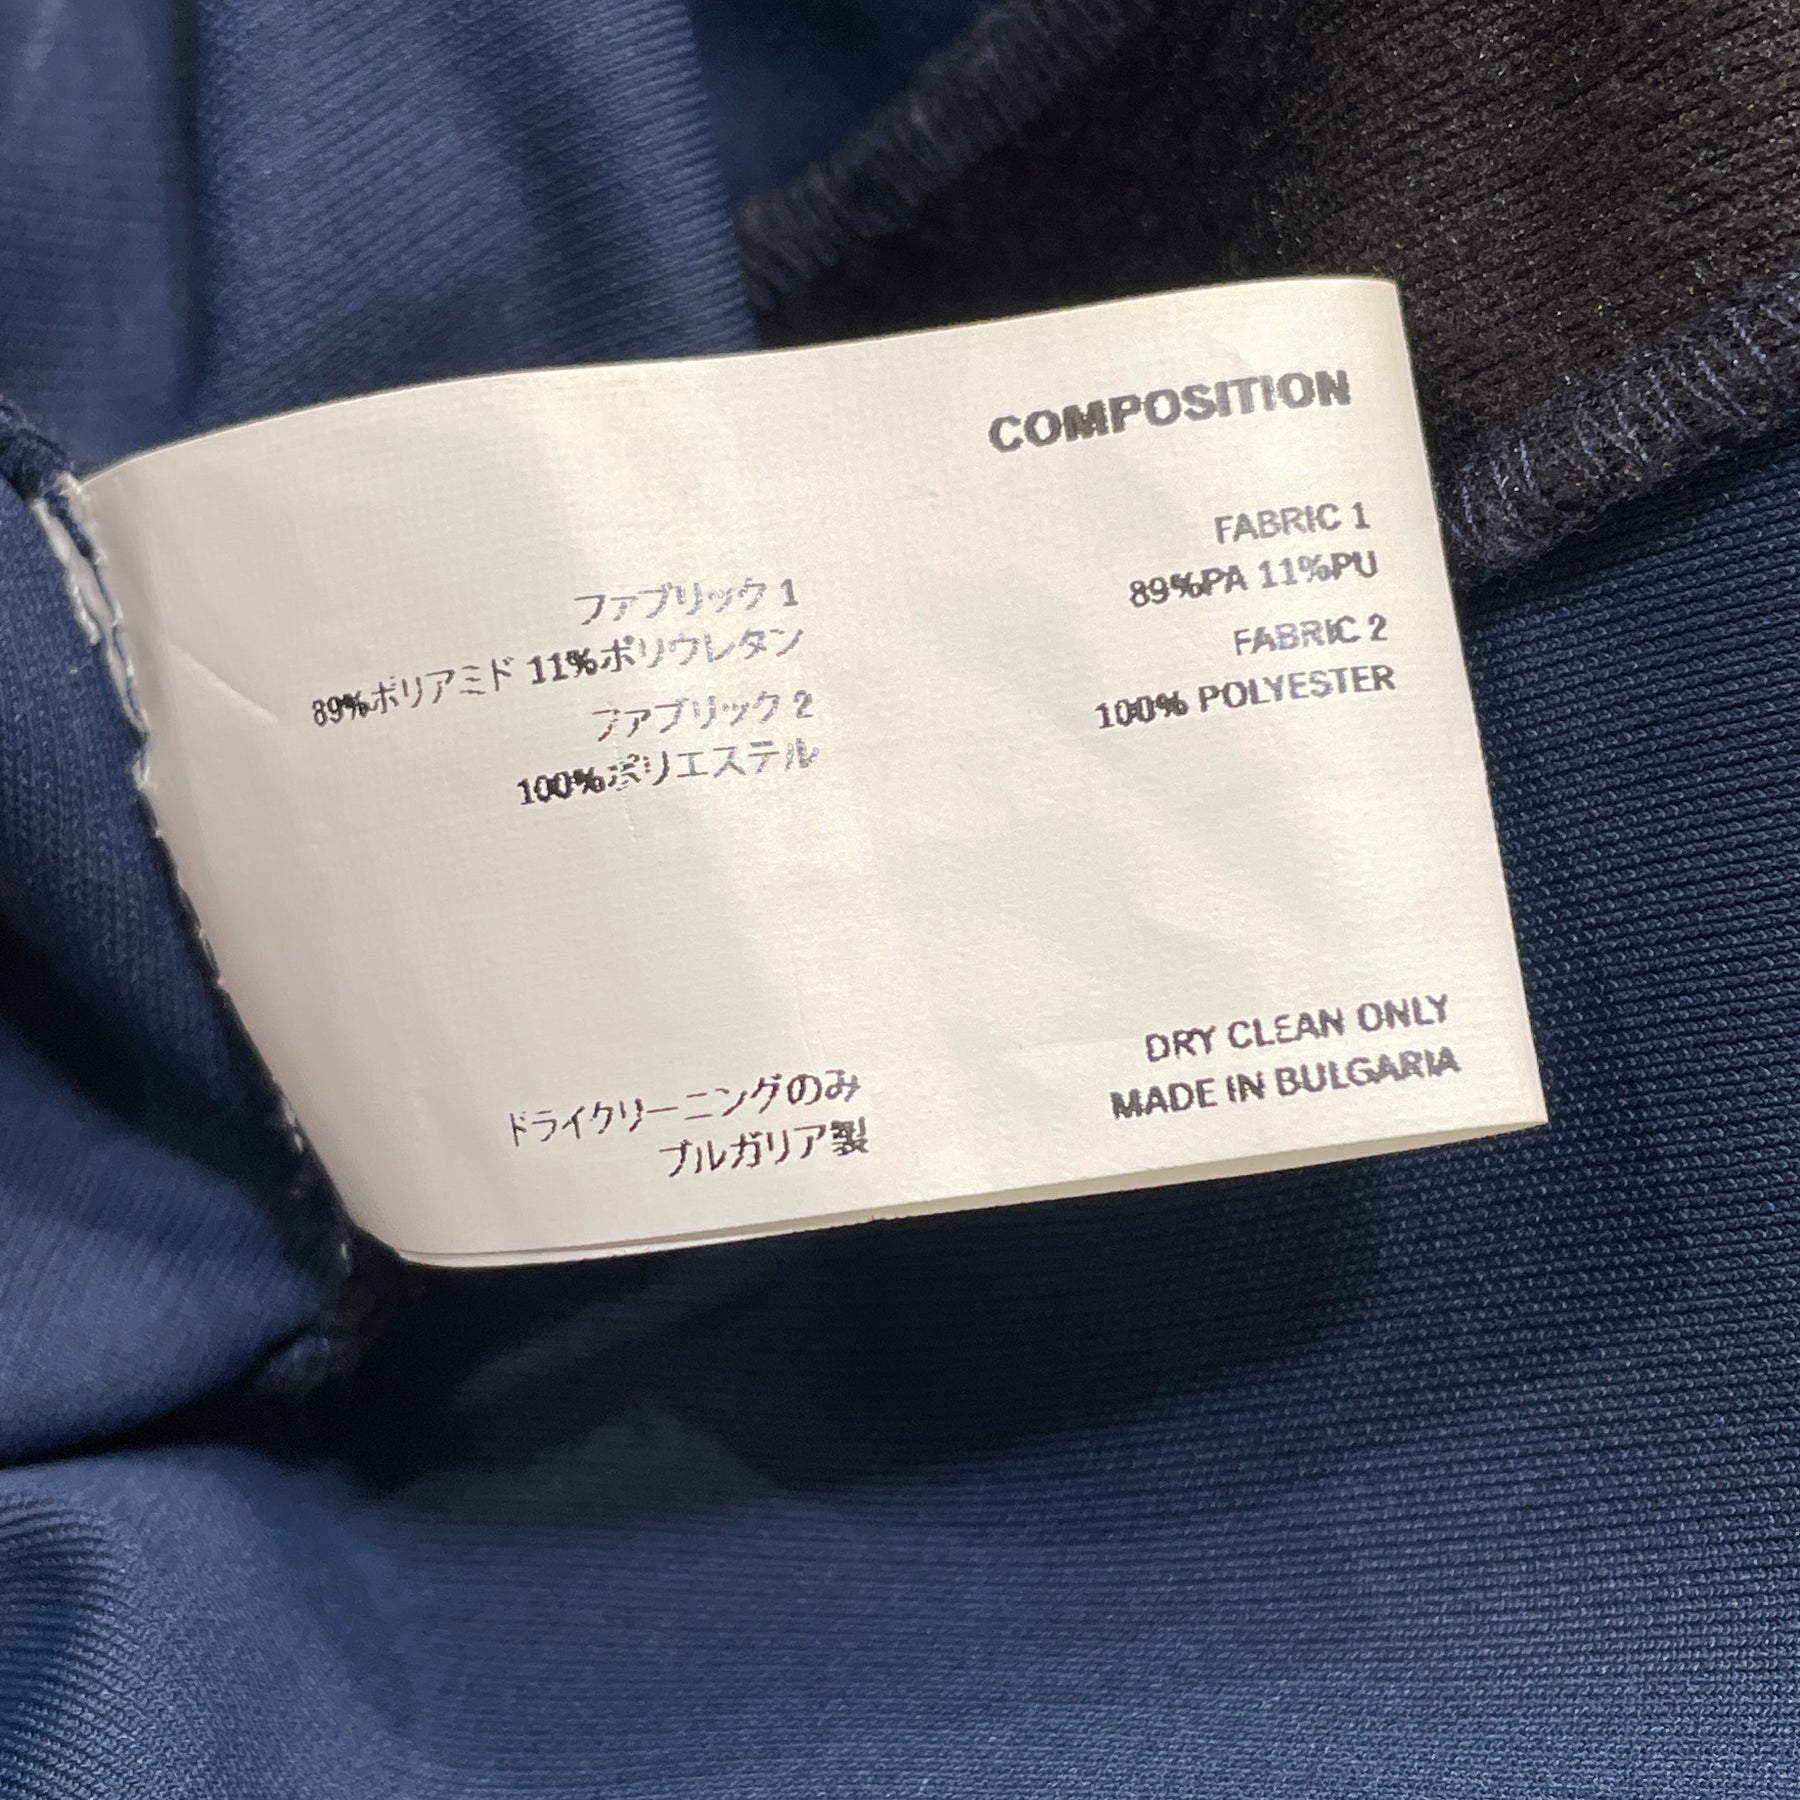 COMPOSITION
FABRIC 1
89%PA 11%PU
FABRIC 2
100% POLYESTER
ファブリック 1
89%ポリアミド 11%ポリウレタン
ファブリック 2
100%ポリエステル
DRY CLEAN ONLY
MADE IN BULGARIA
ドライクリーニングのみ
ブルガリア製